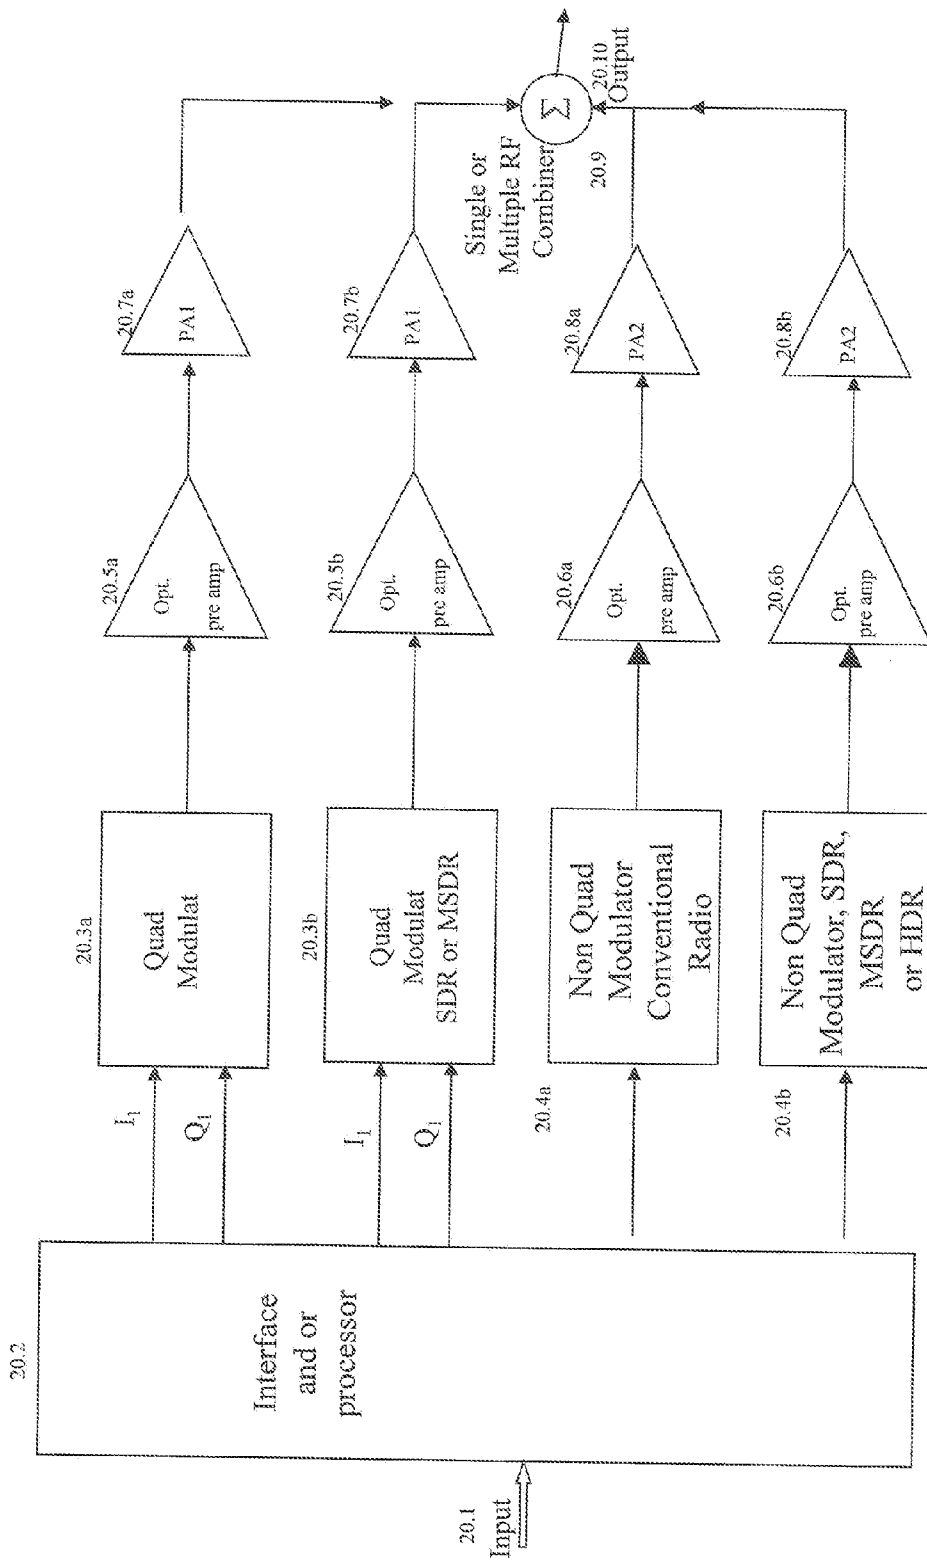 20.1
Input
20.2
Interface
and or
processor
I1
Q1
I1
Q1
20.3a
Quad
Modulat
20.3b
Quad
Modulat
SDR or MSDR
20.4a
Non Quad
Modulator
Conventional
Radio
20.4b
Non Quad
Modulator, SDR,
MSDR
or HDR
20.5a
Opt.
pre amp
20.5b
Opt.
pre amp
20.6a
Opt.
pre amp
20.6b
Opt.
pre amp
20.7a
PA1
20.7b
PA1
20.8a
PA2
20.8b
PA2
Single or
Multiple RF
Combiner
20.9
Σ
20.10
Output